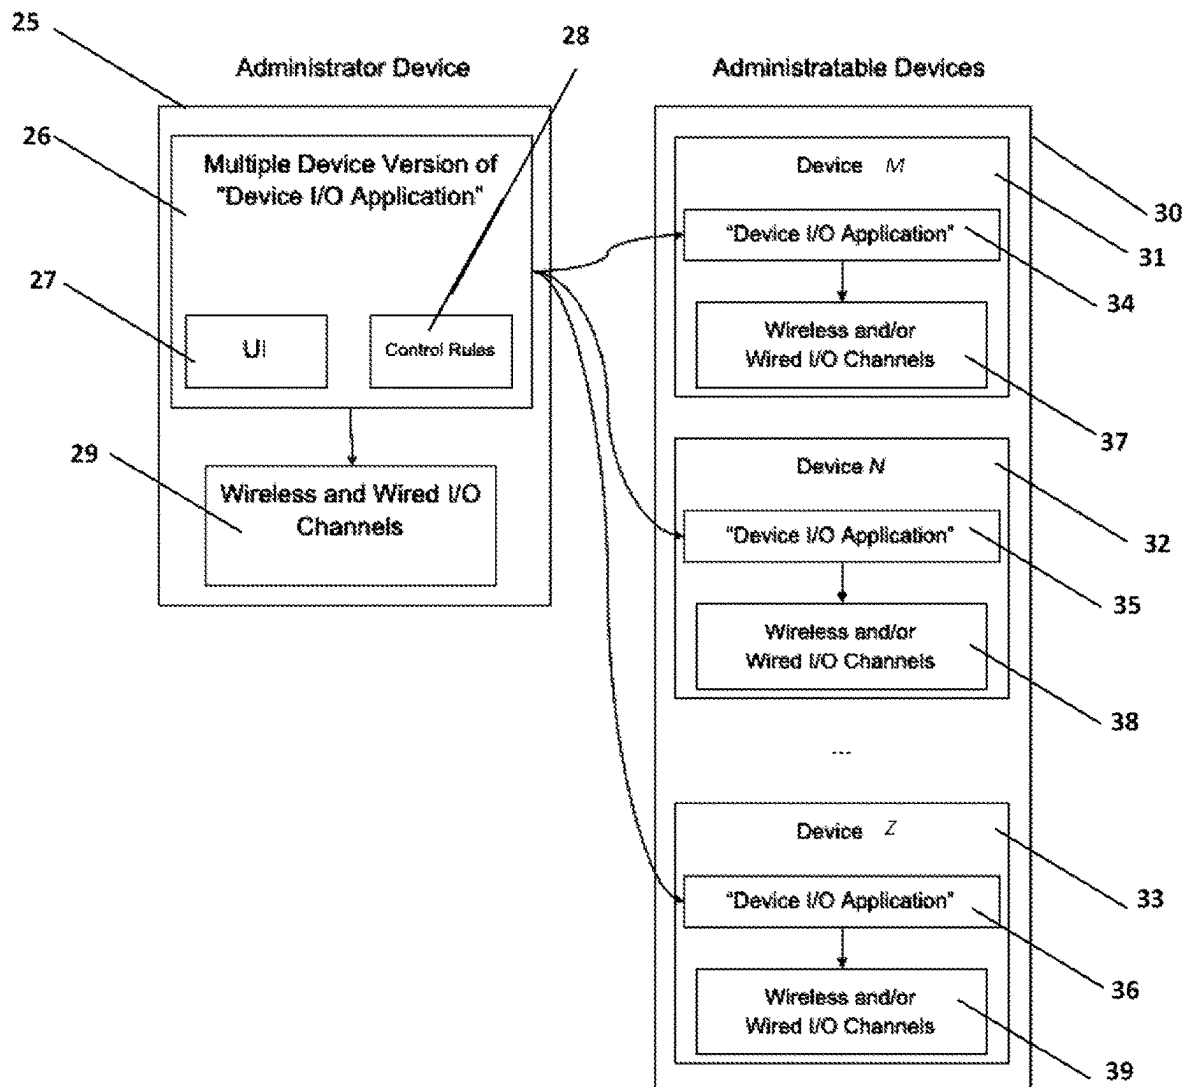 25
28
Administrator Device
Administratable Devices
26
Multiple Device Version of
"Device I/O Application"
27
UI
Control Rules
29
Wireless and Wired I/O
Channels
Device M
30
"Device I/O Application"
31
34
Wireless and/or
Wired I/O Channels
37
Device N
32
"Device I/O Application"
35
Wireless and/or
Wired I/O Channels
38
...
Device Z
33
"Device I/O Application"
36
Wireless and/or
Wired I/O Channels
39